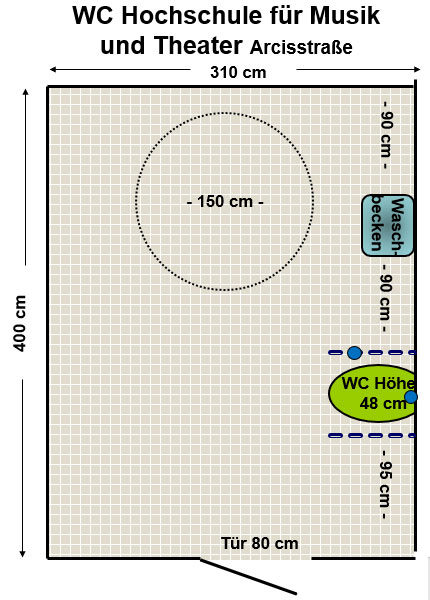 WC Hochschule für Musik
und Theater Arcisstraße
310 cm
- 90 cm -
- 150 cm -
Wasch-
becken
- 90 cm -
400 cm
WC Höhe
48 cm
- 95 cm -
Tür 80 cm